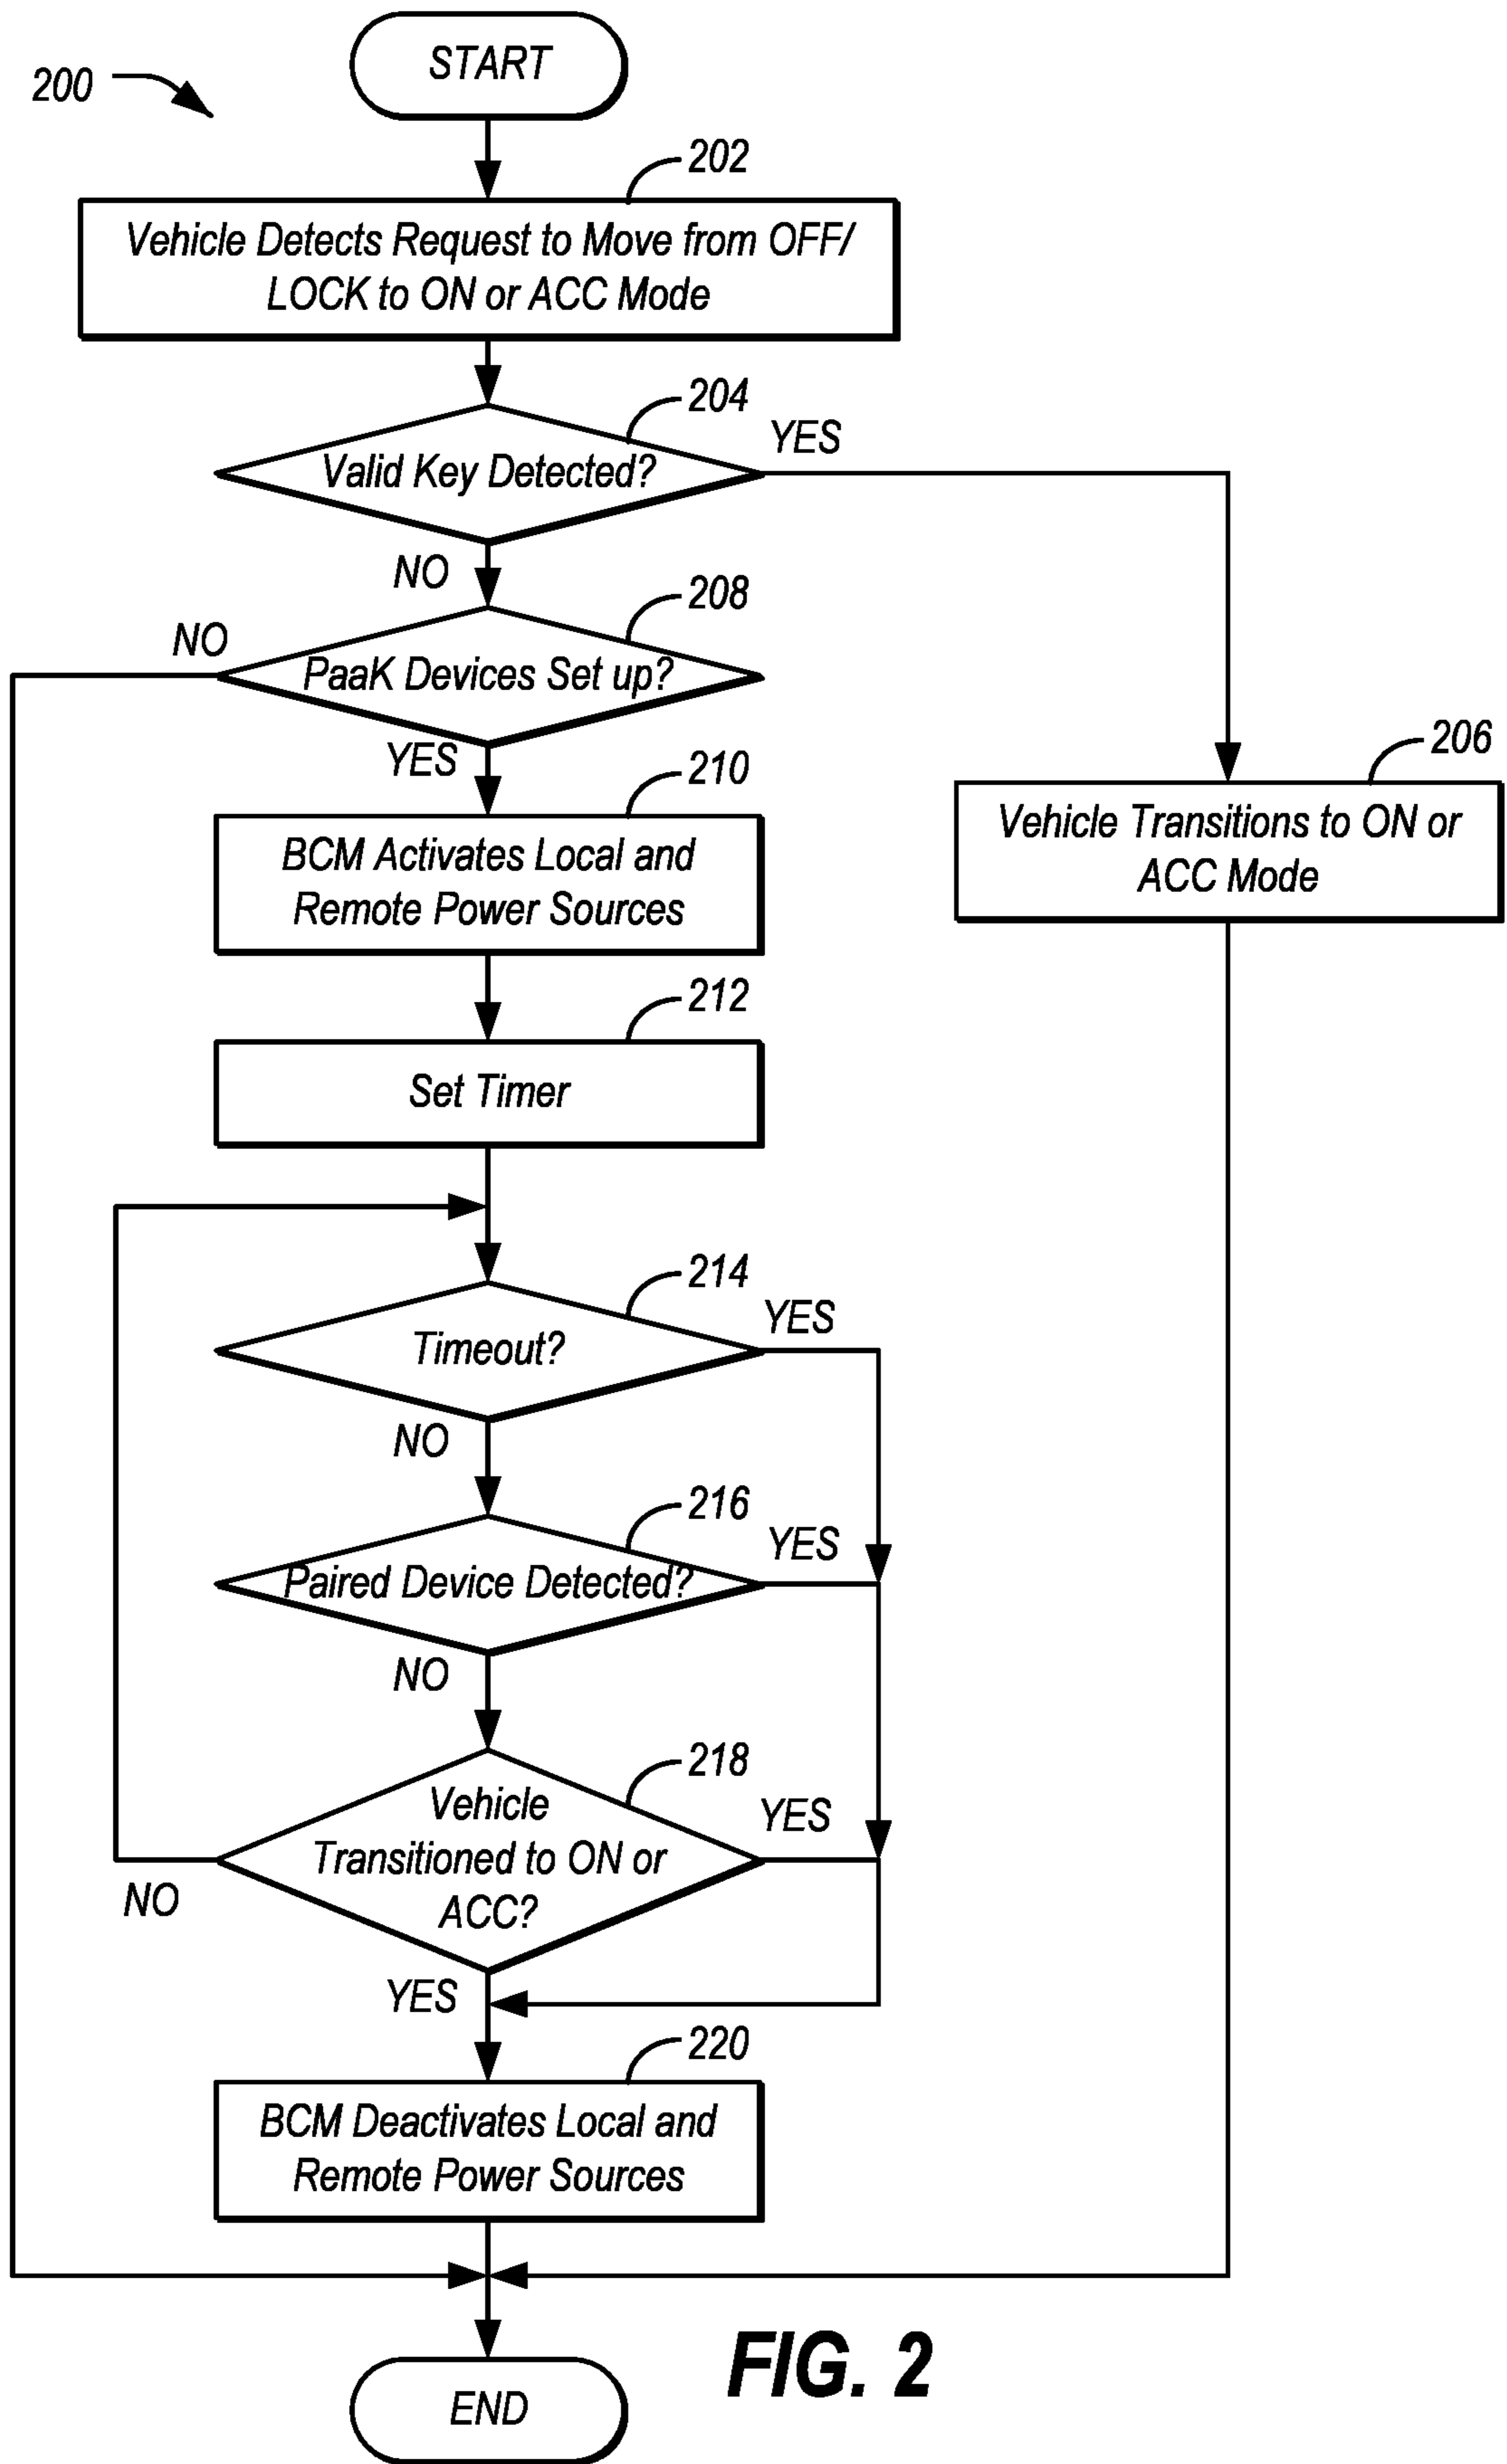 START
200
202
Vehicle Detects Request to Move from OFF/
LOCK to ON or ACC Mode
204
YES
Valid Key Detected?
NO
208
NO
PaaK Devices Set up?
YES
210
206
BCM Activates Local and
Remote Power Sources
Vehicle Transitions to ON or
ACC Mode
212
Set Timer
214
YES
Timeout?
NO
216
YES
Paired Device Detected?
NO
218
YES
Vehicle
Transitioned to ON or
ACC?
NO
YES
220
BCM Deactivates Local and
Remote Power Sources
FIG. 2
END